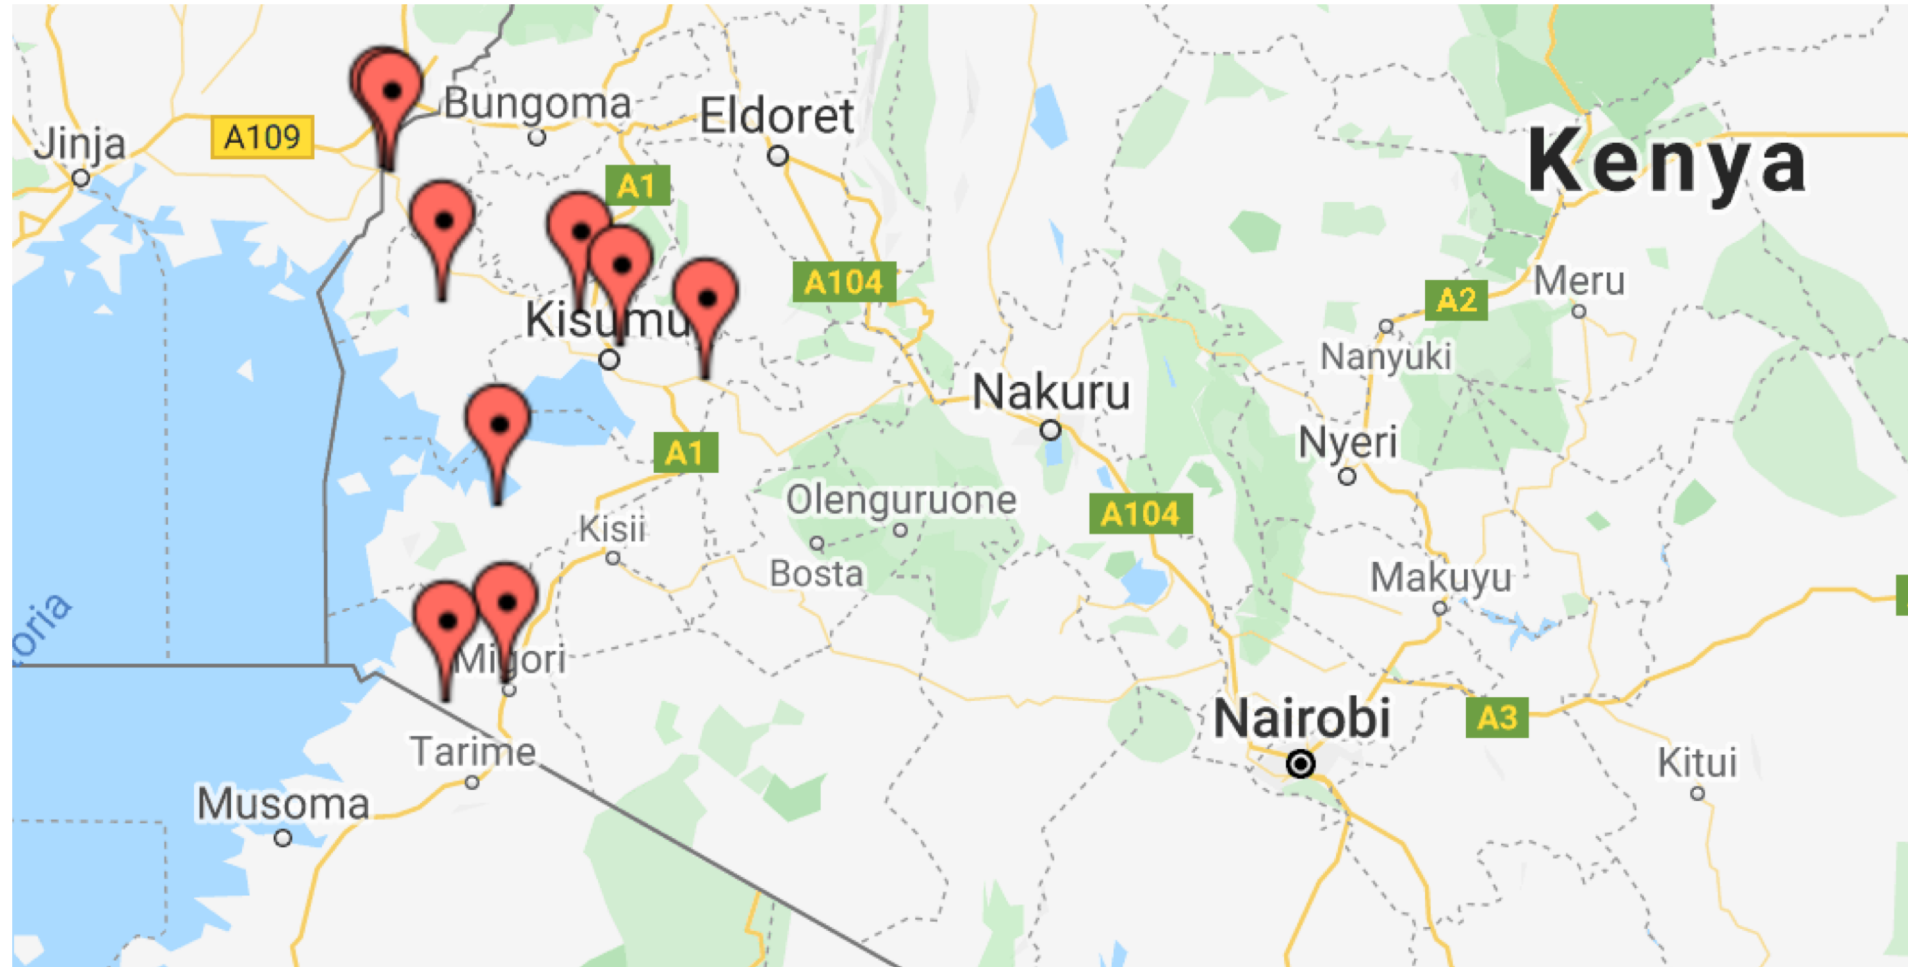 Bungoma
Eldoret
Jinja
A109
Kenya
A1
A104
Meru
A2
Kisumu
Nanyuki
Nakuru
Nyeri
A1
Olenguruone
A104
Kisii
Bosta
Makuyu
oria
Migori
Nairobi
A3
Tarime
Kitui
Musoma